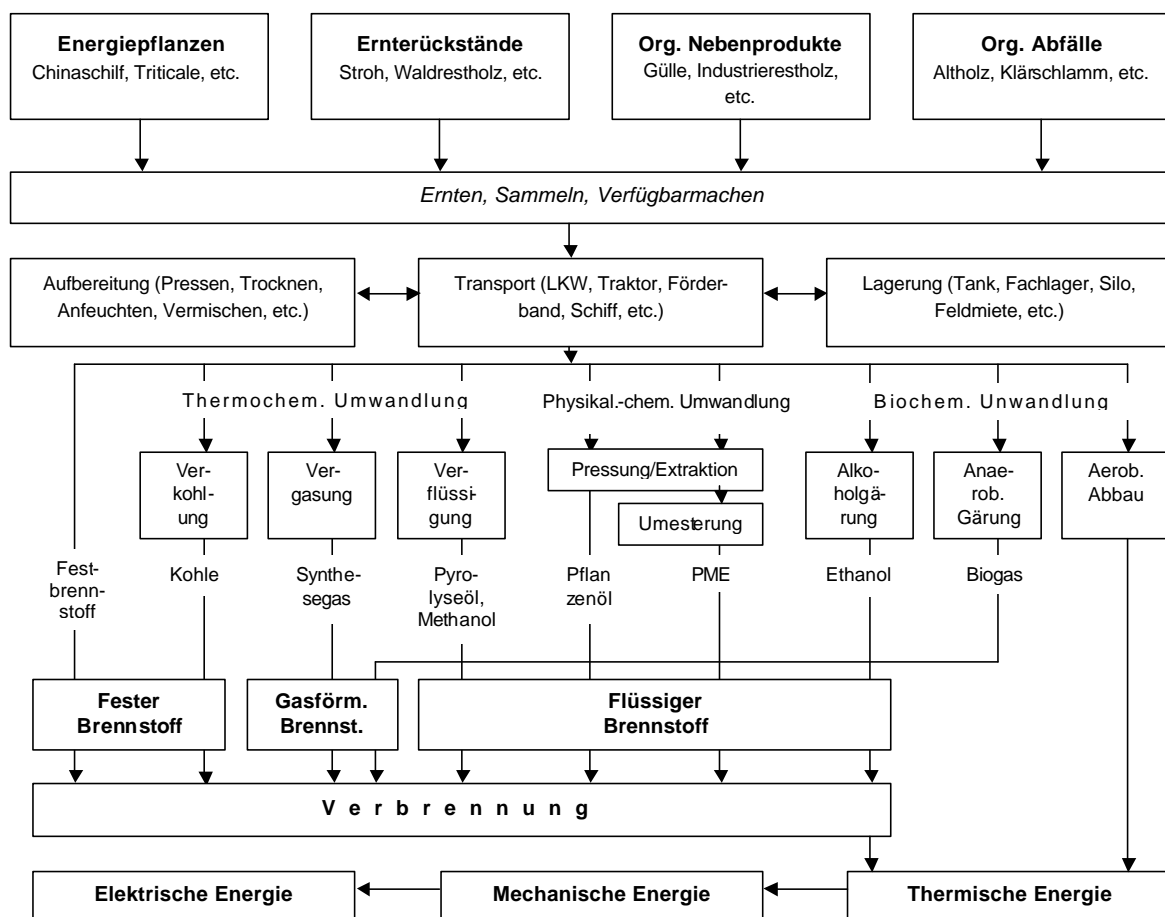 Energiepflanzen
Chinaschilf, Triticale, etc.
Ernterückstände
Stroh, Waldrestholz, etc.
Org. Nebenprodukte
Gülle, Industrierestholz,
etc.
Org. Abfälle
Altholz, Klärschlamm, etc.
Ernten, Sammeln, Verfügbarmachen
Aufbereitung (Pressen, Trocknen,
Anfeuchten, Vermischen, etc.)
Transport (LKW, Traktor, Förder-
band, Schiff, etc.)
Lagerung (Tank, Fachlager, Silo,
Feldmiete, etc.)
Thermochem. Umwandlung
Physikal.-chem. Umwandlung
Biochem. Unwandlung
Ver-
kohl-
ung
Ver-
gasung
Ver-
flüssi-
gung
Pressung/Extraktion
Umesterung
Alko-
holgä-
rung
Anae-
rob.
Gärung
Aerob.
Abbau
Fest-
brenn-
stoff
Kohle
Synthe-
segas
Pyro-
lyseöl,
Methanol
Pflan
zenöl
PME
Ethanol
Biogas
Fester
Brennstoff
Gasförm.
Brennst.
Flüssiger
Brennstoff
Verbrennung
Elektrische Energie
Mechanische Energie
Thermische Energie